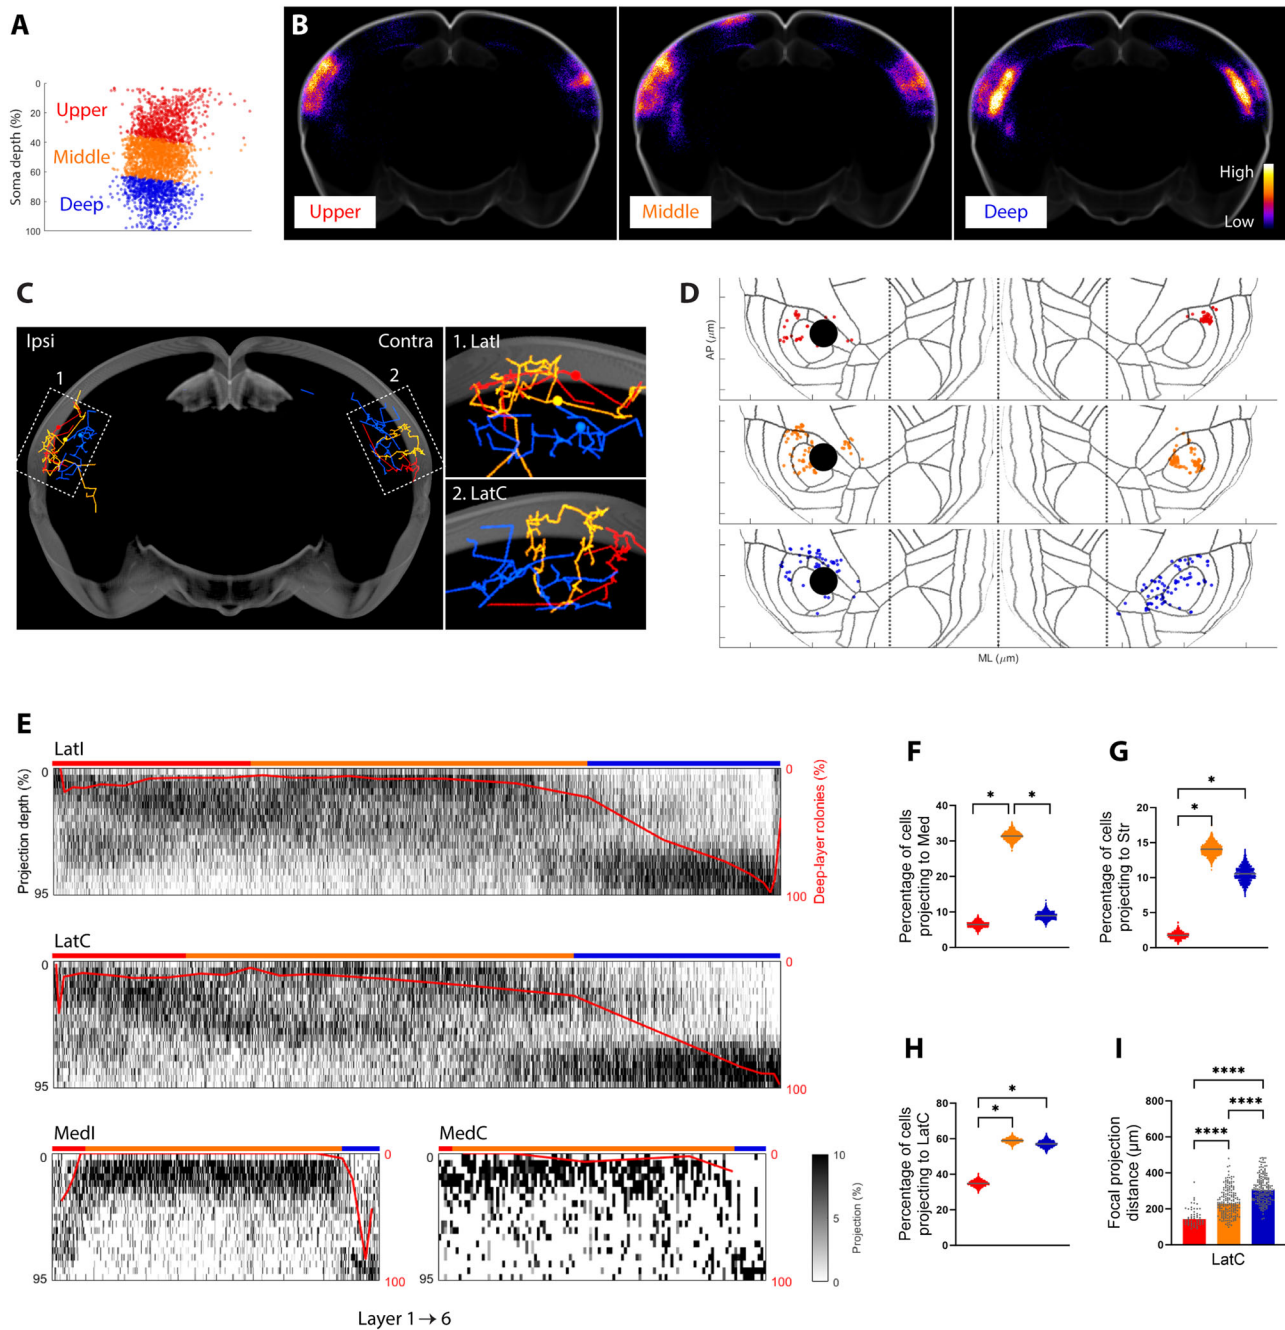 A
Soma depth (%)
0
20
40
60
80
100
Upper
Middle
Deep
B
Upper
Middle
Deep
High
Low
C
Ipsi
Contra
1
2
1. LatI
2. LatC
D
AP (μm)
ML (μm)
E
LatI
Projection depth (%)
0
95
0
100
Deep-layer rolonies (%)
LatC
0
95
0
100
MedI
0
95
0
100
MedC
0
95
0
100
10
5
0
Projection (%)
Layer 1 → 6
F
Percentage of cells
projecting to Med
40
30
20
10
0
* *
G
Percentage of cells
projecting to Str
20
15
10
5
0
*
*
H
Percentage of cells
projecting to LatC
80
60
40
20
0
*
*
I
Focal projection
distance (μm)
800
600
400
200
0
****
****
****
LatC